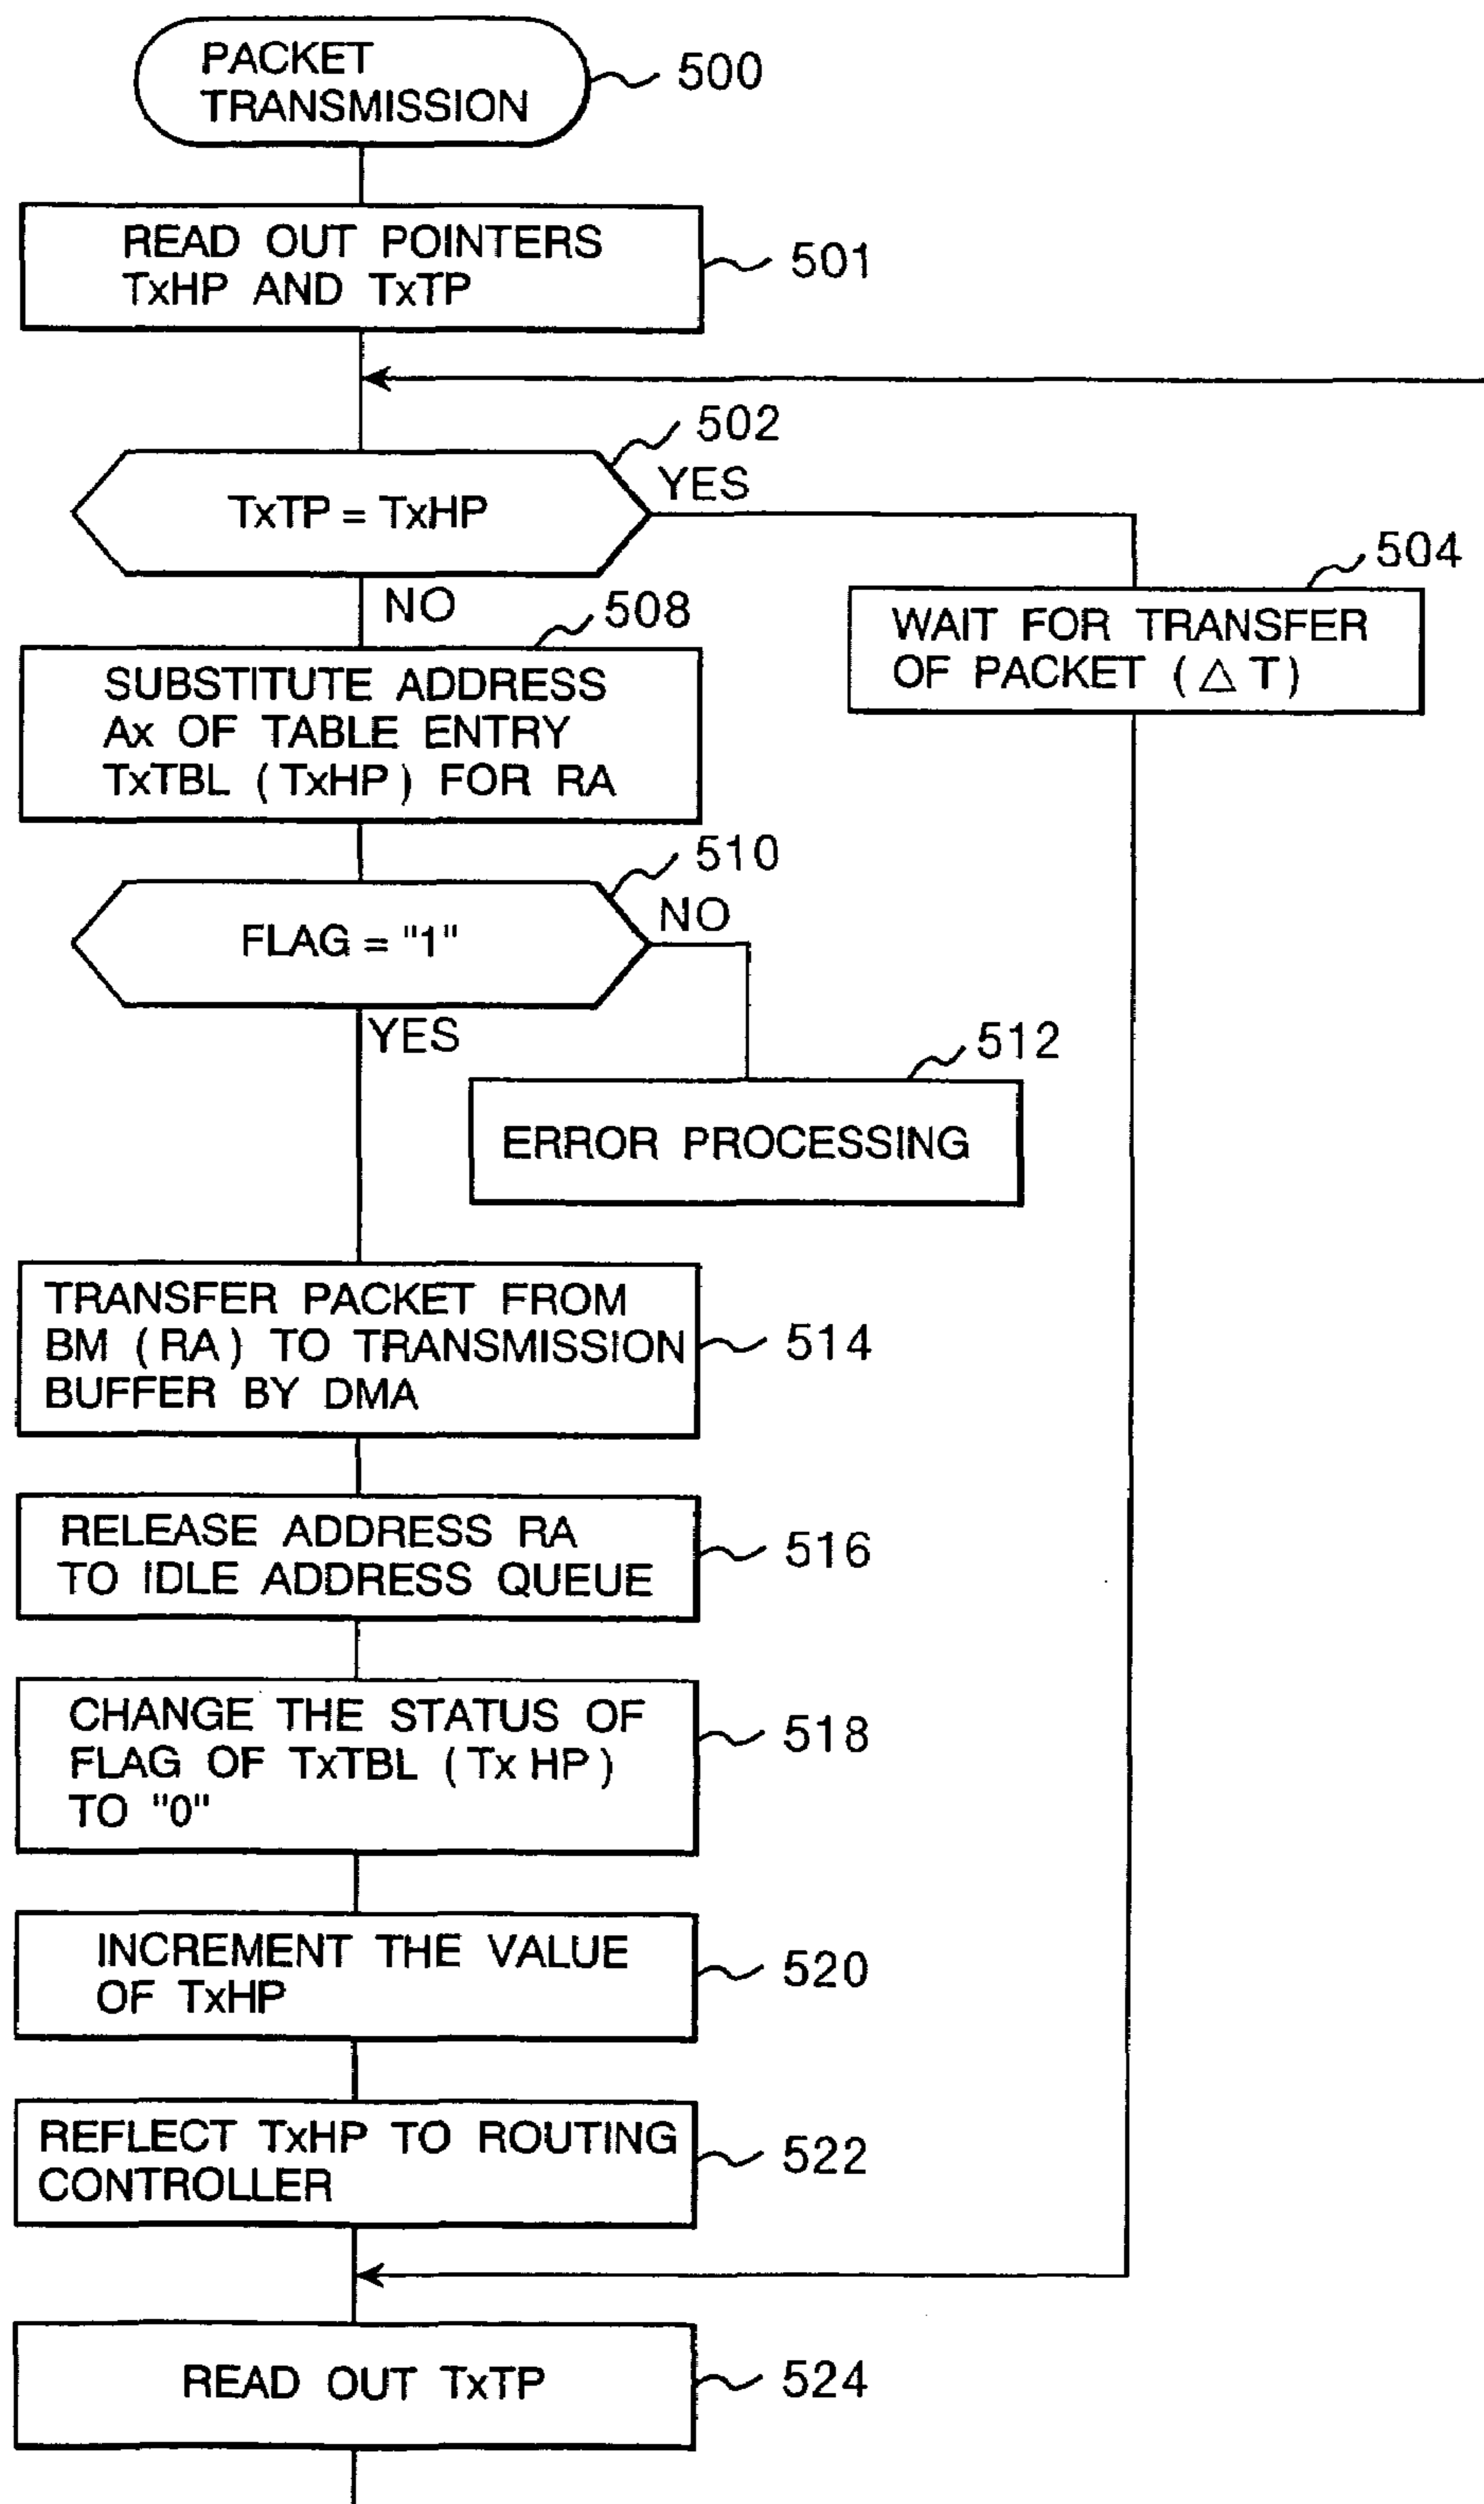 PACKET
TRANSMISSION
500
READ OUT POINTERS
TxHP AND TxTP
501
502
TxTP = TxHP
YES
504
WAIT FOR TRANSFER
OF PACKET ( △ T )
NO
508
SUBSTITUTE ADDRESS
Ax OF TABLE ENTRY
TxTBL ( TxHP ) FOR RA
510
FLAG = "1"
NO
YES
512
ERROR PROCESSING
TRANSFER PACKET FROM
BM ( RA ) TO TRANSMISSION
BUFFER BY DMA
514
RELEASE ADDRESS RA
TO IDLE ADDRESS QUEUE
516
CHANGE THE STATUS OF
FLAG OF TxTBL ( Tx HP )
TO "0"
518
INCREMENT THE VALUE
OF TxHP
520
REFLECT TxHP TO ROUTING
CONTROLLER
522
READ OUT TxTP
524